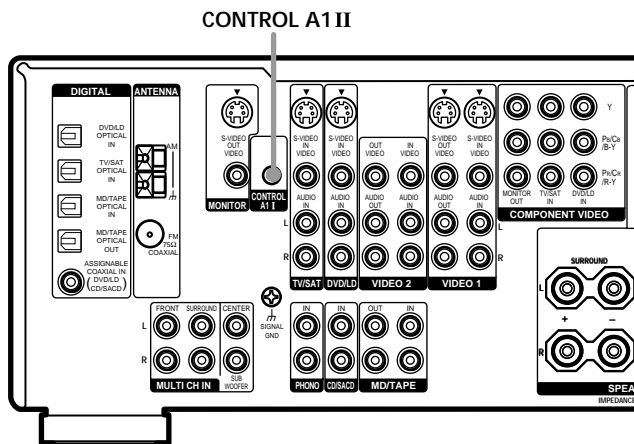 CONTROL A1 II
DIGITAL
DVD/LD
OPTICAL
IN
TV/SAT
OPTICAL
IN
MD/TAPE
OPTICAL
IN
MD/TAPE
OPTICAL
OUT
ASSIGNABLE
COAXIAL IN
( DVD/LD
CD/SACD )
ANTENNA
AM
FM
75Ω
COAXIAL
S-VIDEO
OUT
VIDEO
MONITOR
CONTROL
A1 II
S-VIDEO
IN
VIDEO
AUDIO
IN
TV/SAT
S-VIDEO
IN
VIDEO
AUDIO
IN
DVD/LD
OUT
VIDEO
IN
VIDEO
AUDIO
OUT
AUDIO
IN
VIDEO 2
S-VIDEO
OUT
VIDEO
S-VIDEO
IN
VIDEO
AUDIO
OUT
AUDIO
IN
VIDEO 1
L
R
L
R
Y
PB/CB
/B-Y
PR/CR
/R-Y
MONITOR
OUT
TV/SAT
IN
DVD/LD
IN
COMPONENT VIDEO
FRONT SURROUND CENTER
L
R
SUB
WOOFER
MULTI CH IN
SIGNAL
GND
IN
PHONO
IN
CD/SACD
OUT IN
MD/TAPE
SURROUND
L
+ −
R
SPEA
IMPEDANCE